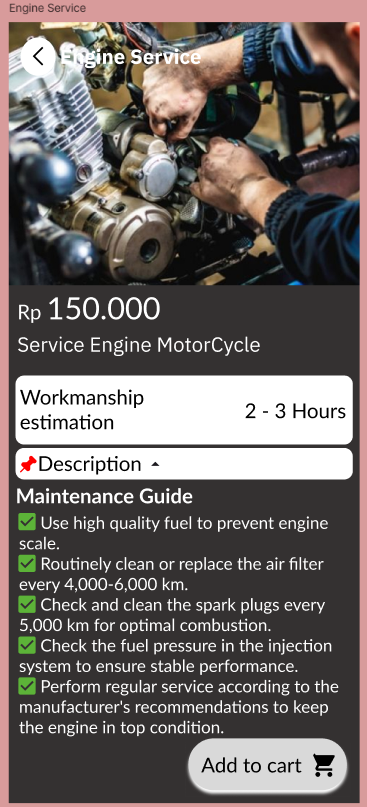 Engine Service
Engine Service
Rp 150.000
Service Engine MotorCycle
Workmanship
estimation
2 - 3 Hours
Description
Maintenance Guide
✅ Use high quality fuel to prevent engine
scale.
✅ Routinely clean or replace the air filter
every 4,000-6,000 km.
✅ Check and clean the spark plugs every
5,000 km for optimal combustion.
✅ Check the fuel pressure in the injection
system to ensure stable performance.
✅ Perform regular service according to the
manufacturer's recommendations to keep
the engine in top condition.
Add to cart